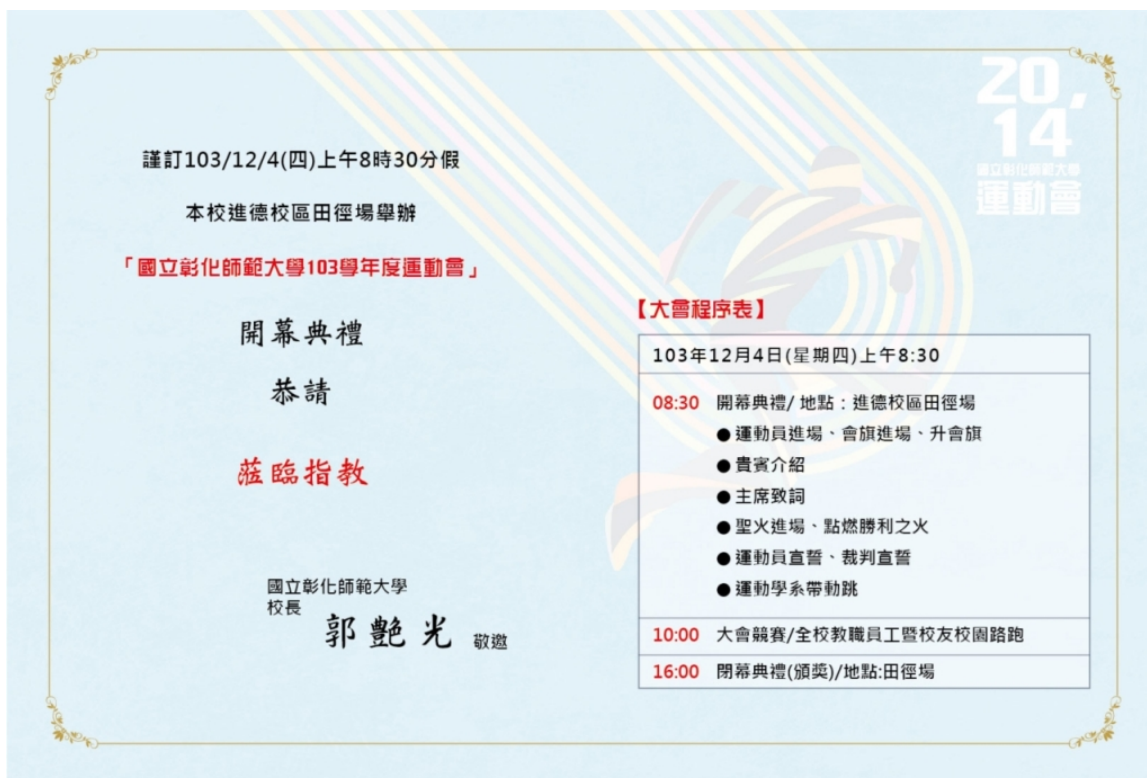 謹訂103/12/4(四)上午8時30分假
本校進德校區田徑場舉辦
「國立彰化師範大學103學年度運動會」
開幕典禮
恭請
蒞臨指教
國立彰化師範大學
校長
郭艷光 敬邀
20,
14
國立彰化師範大學
運動會
【大會程序表】
103年12月4日(星期四)上午8:30
08:30 開幕典禮/ 地點：進德校區田徑場
●運動員進場、會旗進場、升會旗
●貴賓介紹
●主席致詞
●聖火進場、點燃勝利之火
●運動員宣誓、裁判宣誓
●運動學系帶動跳
10:00 大會競賽/全校教職員工暨校友校園路跑
16:00 閉幕典禮(頒獎)/地點:田徑場